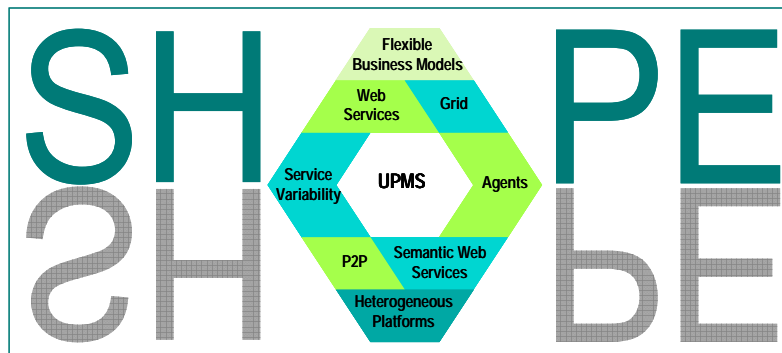 SH PE
Flexible
Business Models
Web
Services
Grid
Service
Variability
UPMS
Agents
P2P
Semantic Web
Services
Heterogeneous
Platforms
SH PE